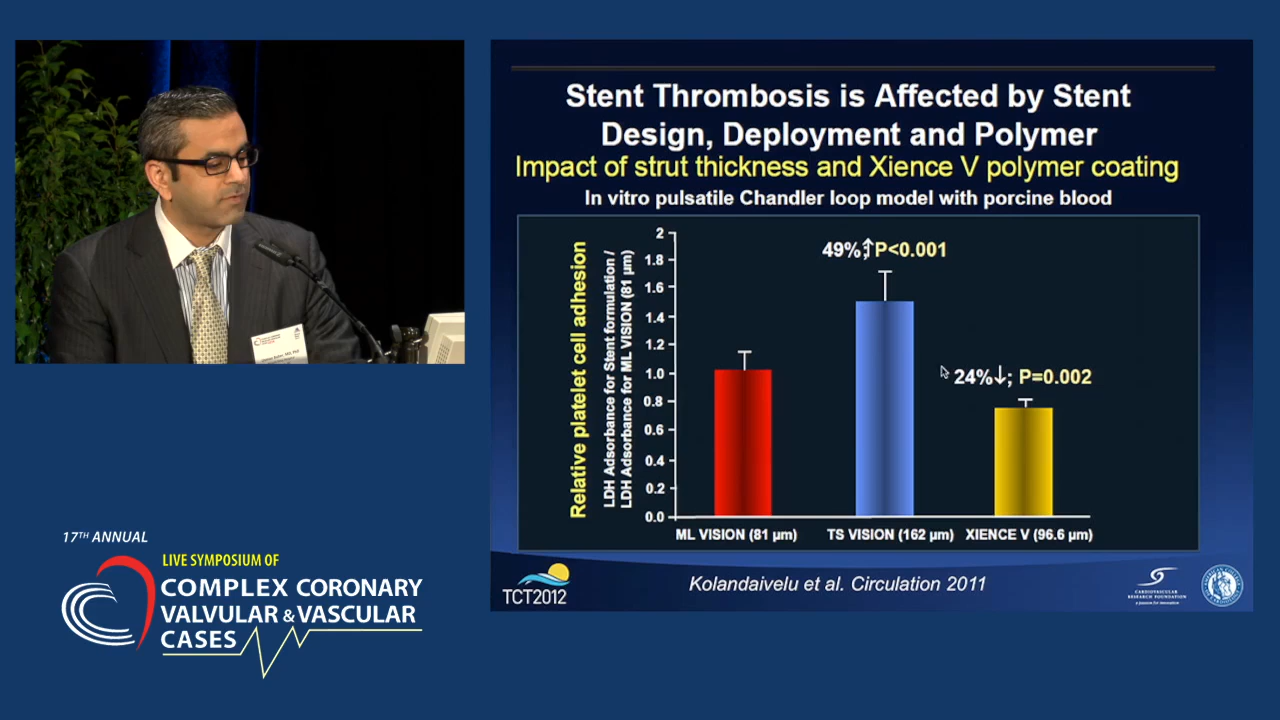 Stent Thrombosis is Affected by Stent
Design, Deployment and Polymer
Impact of strut thickness and Xience V polymer coating
In vitro pulsatile Chandler loop model with porcine blood
Relative platelet cell adhesion
LDH Adsorbance for Stent formulation /
LDH Adsorbance for ML VISION (81 µm)
2
1.8
1.6
1.4
1.2
1.0
0.8
0.6
0.4
0.2
0.0
49%;↑P<0.001
24%↓; P=0.002
ML VISION (81 µm)
TS VISION (162 µm)
XIENCE V (96.6 µm)
TCT2012
Kolandaivelu et al. Circulation 2011
CARDIOVASCULAR
RESEARCH FOUNDATION
17TH ANNUAL
LIVE SYMPOSIUM OF
COMPLEX CORONARY
VALVULAR & VASCULAR
CASES